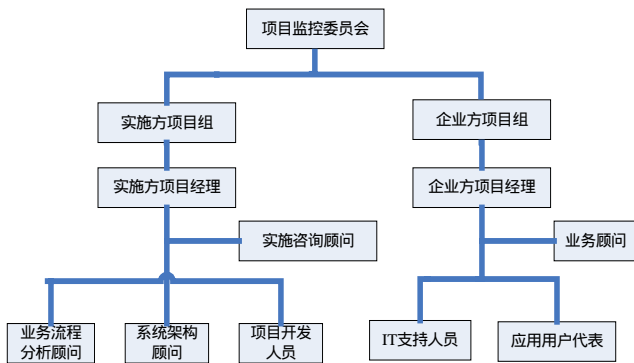 项目监控委员会
实施方项目组
企业方项目组
实施方项目经理
企业方项目经理
实施咨询顾问
业务顾问
业务流程
分析顾问
系统架构
顾问
项目开发
人员
IT支持人员
应用用户代表